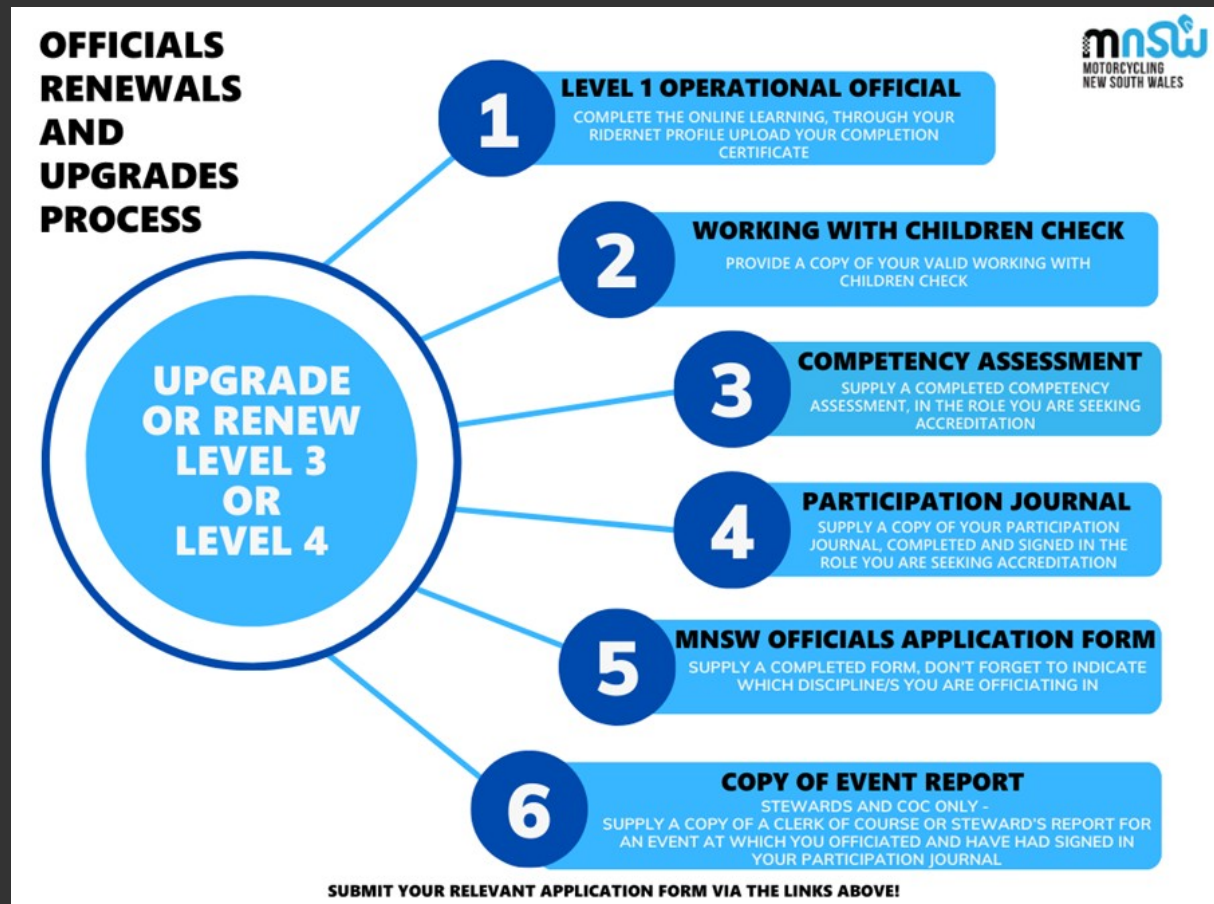 OFFICIALS
RENEWALS
AND
UPGRADES
PROCESS
mnsw
MOTORCYCLING
NEW SOUTH WALES
UPGRADE
OR RENEW
LEVEL 3
OR
LEVEL 4
1
LEVEL 1 OPERATIONAL OFFICIAL
COMPLETE THE ONLINE LEARNING, THROUGH YOUR
RIDERNET PROFILE UPLOAD YOUR COMPLETION
CERTIFICATE
2
WORKING WITH CHILDREN CHECK
PROVIDE A COPY OF YOUR VALID WORKING WITH
CHILDREN CHECK
3
COMPETENCY ASSESSMENT
SUPPLY A COMPLETED COMPETENCY
ASSESSMENT, IN THE ROLE YOU ARE SEEKING
ACCREDITATION
4
PARTICIPATION JOURNAL
SUPPLY A COPY OF YOUR PARTICIPATION
JOURNAL, COMPLETED AND SIGNED IN THE
ROLE YOU ARE SEEKING ACCREDITATION
5
MNSW OFFICIALS APPLICATION FORM
SUPPLY A COMPLETED FORM, DON'T FORGET TO INDICATE
WHICH DISCIPLINE/S YOU ARE OFFICIATING IN
6
COPY OF EVENT REPORT
STEWARDS AND COC ONLY -
SUPPLY A COPY OF A CLERK OF COURSE OR STEWARD'S REPORT FOR
AN EVENT AT WHICH YOU OFFICIATED AND HAVE HAD SIGNED IN
YOUR PARTICIPATION JOURNAL
SUBMIT YOUR RELEVANT APPLICATION FORM VIA THE LINKS ABOVE!